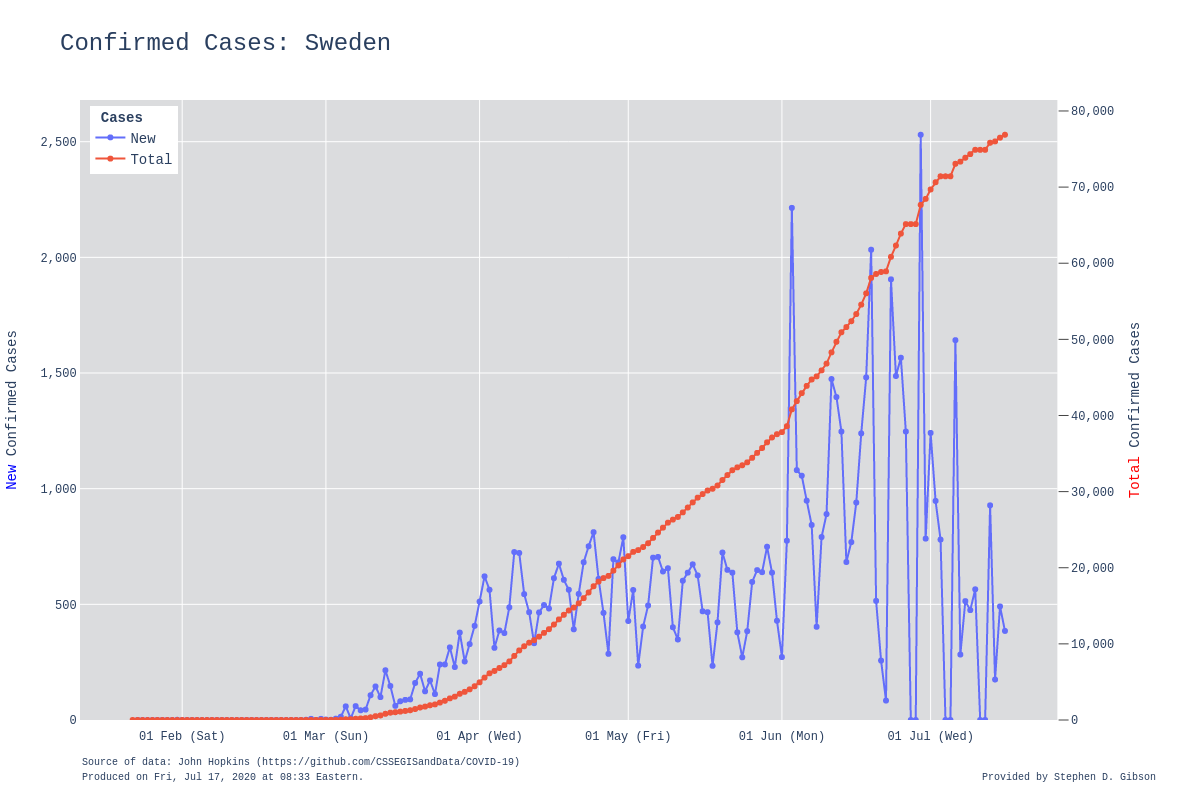 Confirmed Cases: Sweden
Cases
New
Total
2,500
2,000
1,500
1,000
500
0
80,000
70,000
60,000
50,000
40,000
30,000
20,000
10,000
0
New Confirmed Cases
Total Confirmed Cases
01 Feb (Sat)
01 Mar (Sun)
01 Apr (Wed)
01 May (Fri)
01 Jun (Mon)
01 Jul (Wed)
Source of data: John Hopkins (https://github.com/CSSEGISandData/COVID-19)
Produced on Fri, Jul 17, 2020 at 08:33 Eastern.
Provided by Stephen D. Gibson